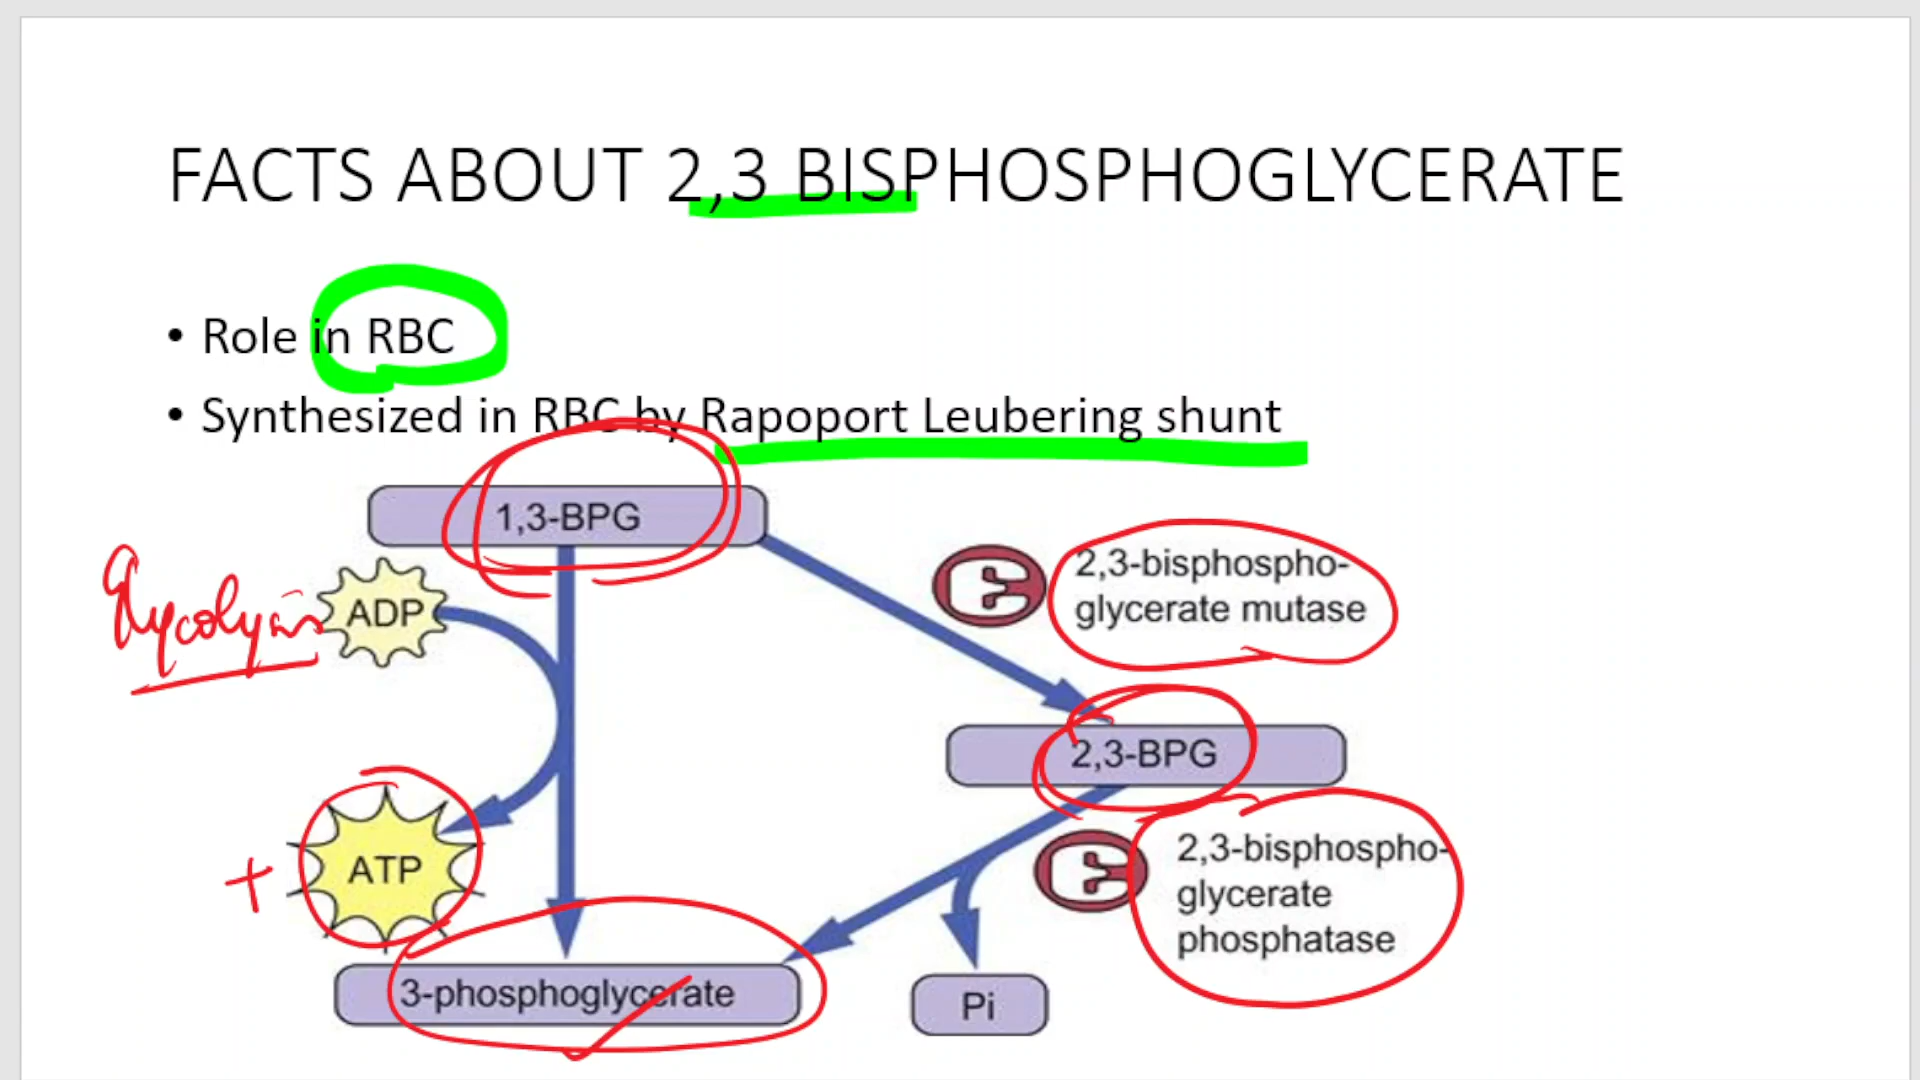 FACTS ABOUT 2,3 BISPHOSPHOGLYCERATE
• Role in RBC
• Synthesized in RBC by Rapoport Leubering shunt
1,3-BPG
2,3-bisphospho-
glycerate mutase
Glycolysis
ADP
2,3-BPG
+
ATP
2,3-bisphospho-
glycerate
phosphatase
3-phosphoglycerate
Pi